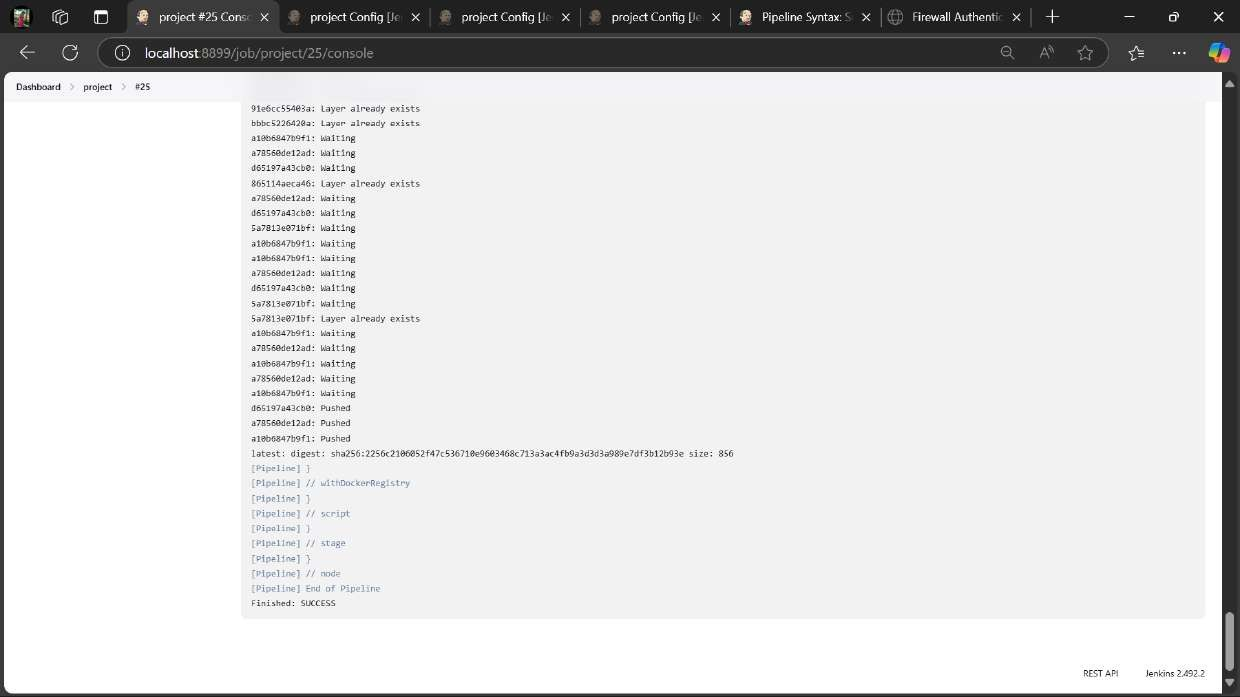 project #25 Conso
project Config [Je
project Config [Je
project Config [Je
Pipeline Syntax: S
Firewall Authentic
localhost:8899/job/project/25/console
Dashboard > project > #25
91e6cc55403a: Layer already exists
bbbc5226420a: Layer already exists
a10b6847b9f1: Waiting
a78560de12ad: Waiting
d65197a43cb0: Waiting
865114aeca46: Layer already exists
a78560de12ad: Waiting
d65197a43cb0: Waiting
5a7813e071bf: Waiting
a10b6847b9f1: Waiting
a10b6847b9f1: Waiting
a78560de12ad: Waiting
d65197a43cb0: Waiting
5a7813e071bf: Waiting
5a7813e071bf: Layer already exists
a10b6847b9f1: Waiting
a78560de12ad: Waiting
a10b6847b9f1: Waiting
a78560de12ad: Waiting
a10b6847b9f1: Waiting
d65197a43cb0: Pushed
a78560de12ad: Pushed
a10b6847b9f1: Pushed
latest: digest: sha256:2256c2106052f47c536710e9603468c713a3ac4fb9a3d3d3a989e7df3b12b93e size: 856
[Pipeline] }
[Pipeline] // withDockerRegistry
[Pipeline] }
[Pipeline] // script
[Pipeline] }
[Pipeline] // stage
[Pipeline] }
[Pipeline] // node
[Pipeline] End of Pipeline
Finished: SUCCESS
REST API
Jenkins 2.492.2